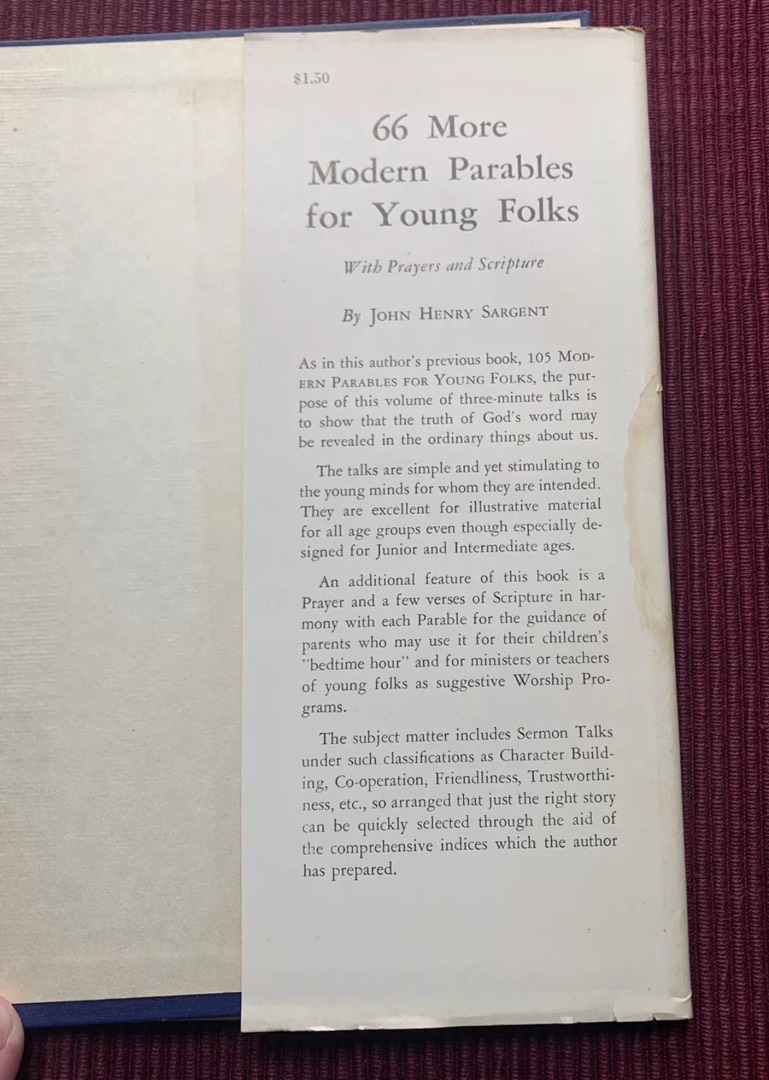 $1.50
66 More
Modern Parables
for Young Folks
With Prayers and Scripture
By JOHN HENRY SARGENT
As in this author's previous book, 105 MOD-
ERN PARABLES FOR YOUNG FOLKS, the pur-
pose of this volume of three-minute talks is
to show that the truth of God's word may
be revealed in the ordinary things about us.
The talks are simple and yet stimulating to
the young minds for whom they are intended.
They are excellent for illustrative material
for all age groups even though especially de-
signed for Junior and Intermediate ages.
An additional feature of this book is a
Prayer and a few verses of Scripture in har-
mony with each Parable for the guidance of
parents who may use it for their children's
"bedtime hour" and for ministers or teachers
of young folks as suggestive Worship Pro-
grams.
The subject matter includes Sermon Talks
under such classifications as Character Build-
ing, Co-operation, Friendliness, Trustworthi-
ness, etc., so arranged that just the right story
can be quickly selected through the aid of
the comprehensive indices which the author
has prepared.